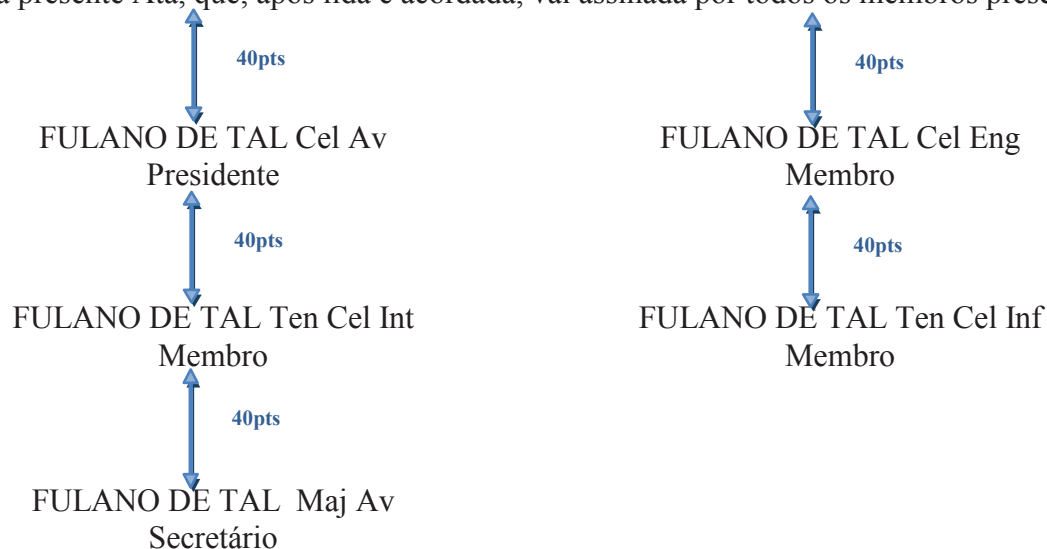 presente Ata, que, após lida e acordada, vai assinada por todos os membros
40pts 40pts
FULANO DE TAL Cel Av FULANO DE TAL Cel Eng
Presidente Membro
40pts 40pts
FULANO DE TAL Ten Cel Int FULANO DE TAL Ten Cel Inf
Membro Membro
40pts
FULANO DE TAL Maj Av
Secretário